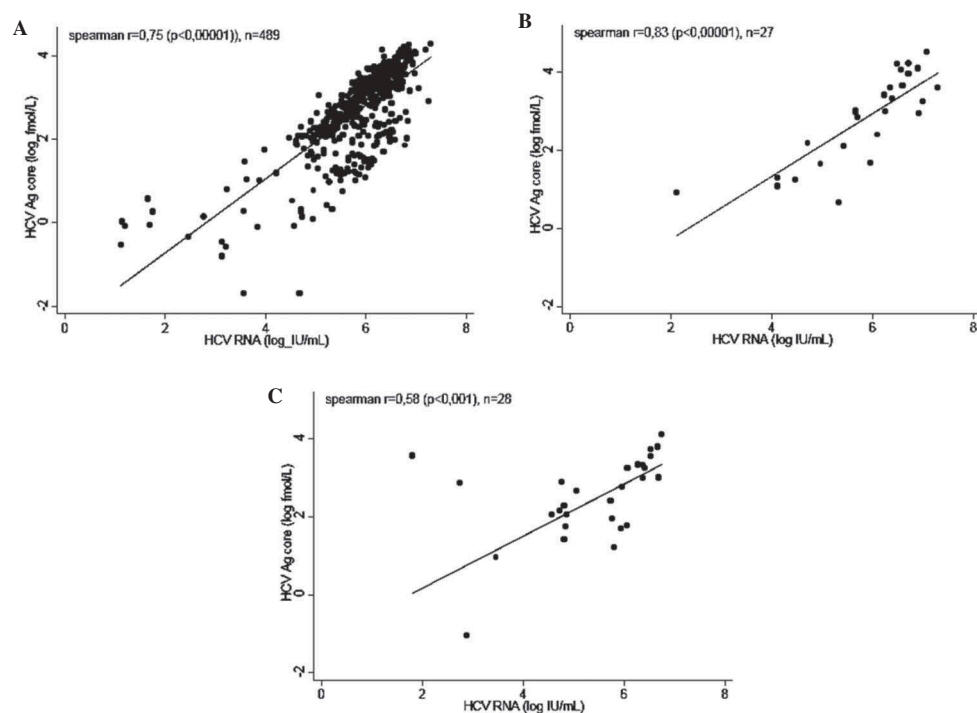 A
spearman r=0,75 (p<0,00001)), n=489
HCV Ag core (log_fmol/L)
4
2
0
-2
0 2 4 6 8
HCV RNA (log_IU/mL)
B
spearman r=0,83 (p<0,00001), n=27
HCV Ag core (log fmol/L)
4
2
0
-2
0 2 4 6 8
HCV RNA (log IU/mL)
C
spearman r=0,58 (p<0,001), n=28
HCV Ag core (log fmol/L)
4
2
0
-2
0 2 4 6 8
HCV RNA (log IU/mL)